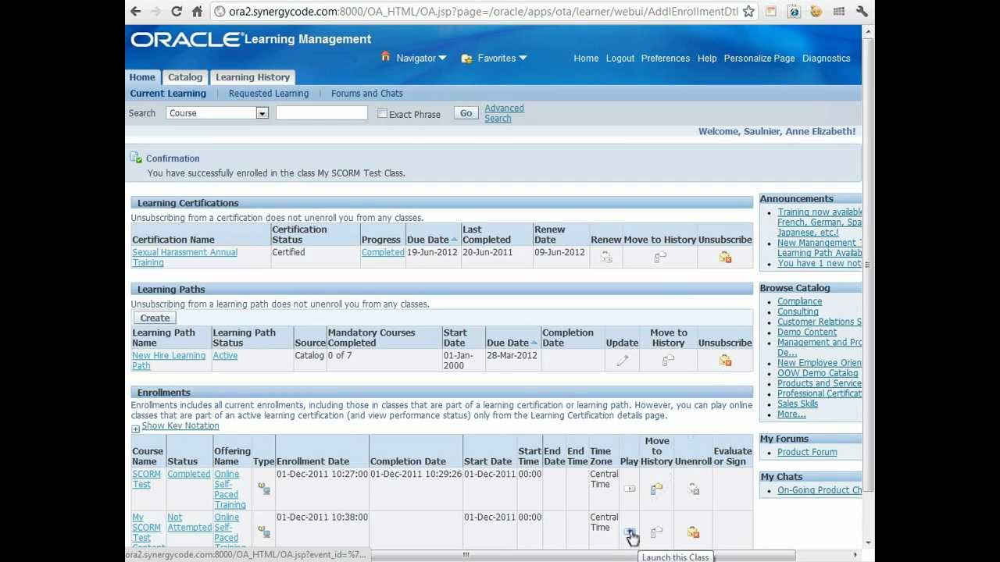 ora2.synergycode.com:8000/OA_HTML/OA.jsp?page=/oracle/apps/ota/learner/webui/AddlEnrollmentDtl
ORACLE Learning Management
Navigator Favorites Home Logout Preferences Help Personalize Page Diagnostics
Home Catalog Learning History
Current Learning | Requested Learning | Forums and Chats
Search Course Exact Phrase Go Advanced Search
Welcome, Saulnier, Anne Elizabeth!
Confirmation
You have successfully enrolled in the class My SCORM Test Class.
Learning Certifications
Unsubscribing from a certification does not unenroll you from any classes.
Certification Name Certification Status Progress Due Date Last Completed Renew Date Renew Move to History Unsubscribe
Sexual Harassment Annual Training Certified Completed 19-Jun-2012 20-Jun-2011 09-Jun-2012
Learning Paths
Unsubscribing from a learning path does not unenroll you from any classes.
Create
Learning Path Name Learning Path Status Source Mandatory Courses Completed Start Date Due Date Completion Date Update Move to History Unsubscribe
New Hire Learning Path Active Catalog 0 of 7 01-Jan-2000 28-Mar-2012
Enrollments
Enrollments includes all current enrollments, including those in classes that are part of a learning certification or learning path. However, you can play online
classes that are part of an active learning certification (and view performance status) only from the Learning Certification details page.
Show Key Notation
Course Name Status Offering Name Type Enrollment Date Completion Date Start Date Start Time End Date End Time Time Zone Play Move to History Unenroll Evaluate or Sign
SCORM Test Completed Online Self-Paced Training 01-Dec-2011 10:27:00 01-Dec-2011 10:29:26 01-Dec-2011 00:00 Central Time
My SCORM Test Content Not Attempted Online Self-Paced Training 01-Dec-2011 10:38:00 01-Dec-2011 00:00 Central Time
Announcements
Training now available
French, German, Spa
Japanese, etc.!
New Manangement T
Learning Path Availab
You have 1 new not
Browse Catalog
Compliance
Consulting
Customer Relations S
Demo Content
Management and Pro
De...
New Employee Orien
OOW Demo Catalog
Products and Service
Professional Certificat
Sales Skills
More...
My Forums
Product Forum
My Chats
On-Going Product Ch
ora2.synergycode.com:8000/OA_HTML/OA.jsp?event_id=%7...
Launch this Class